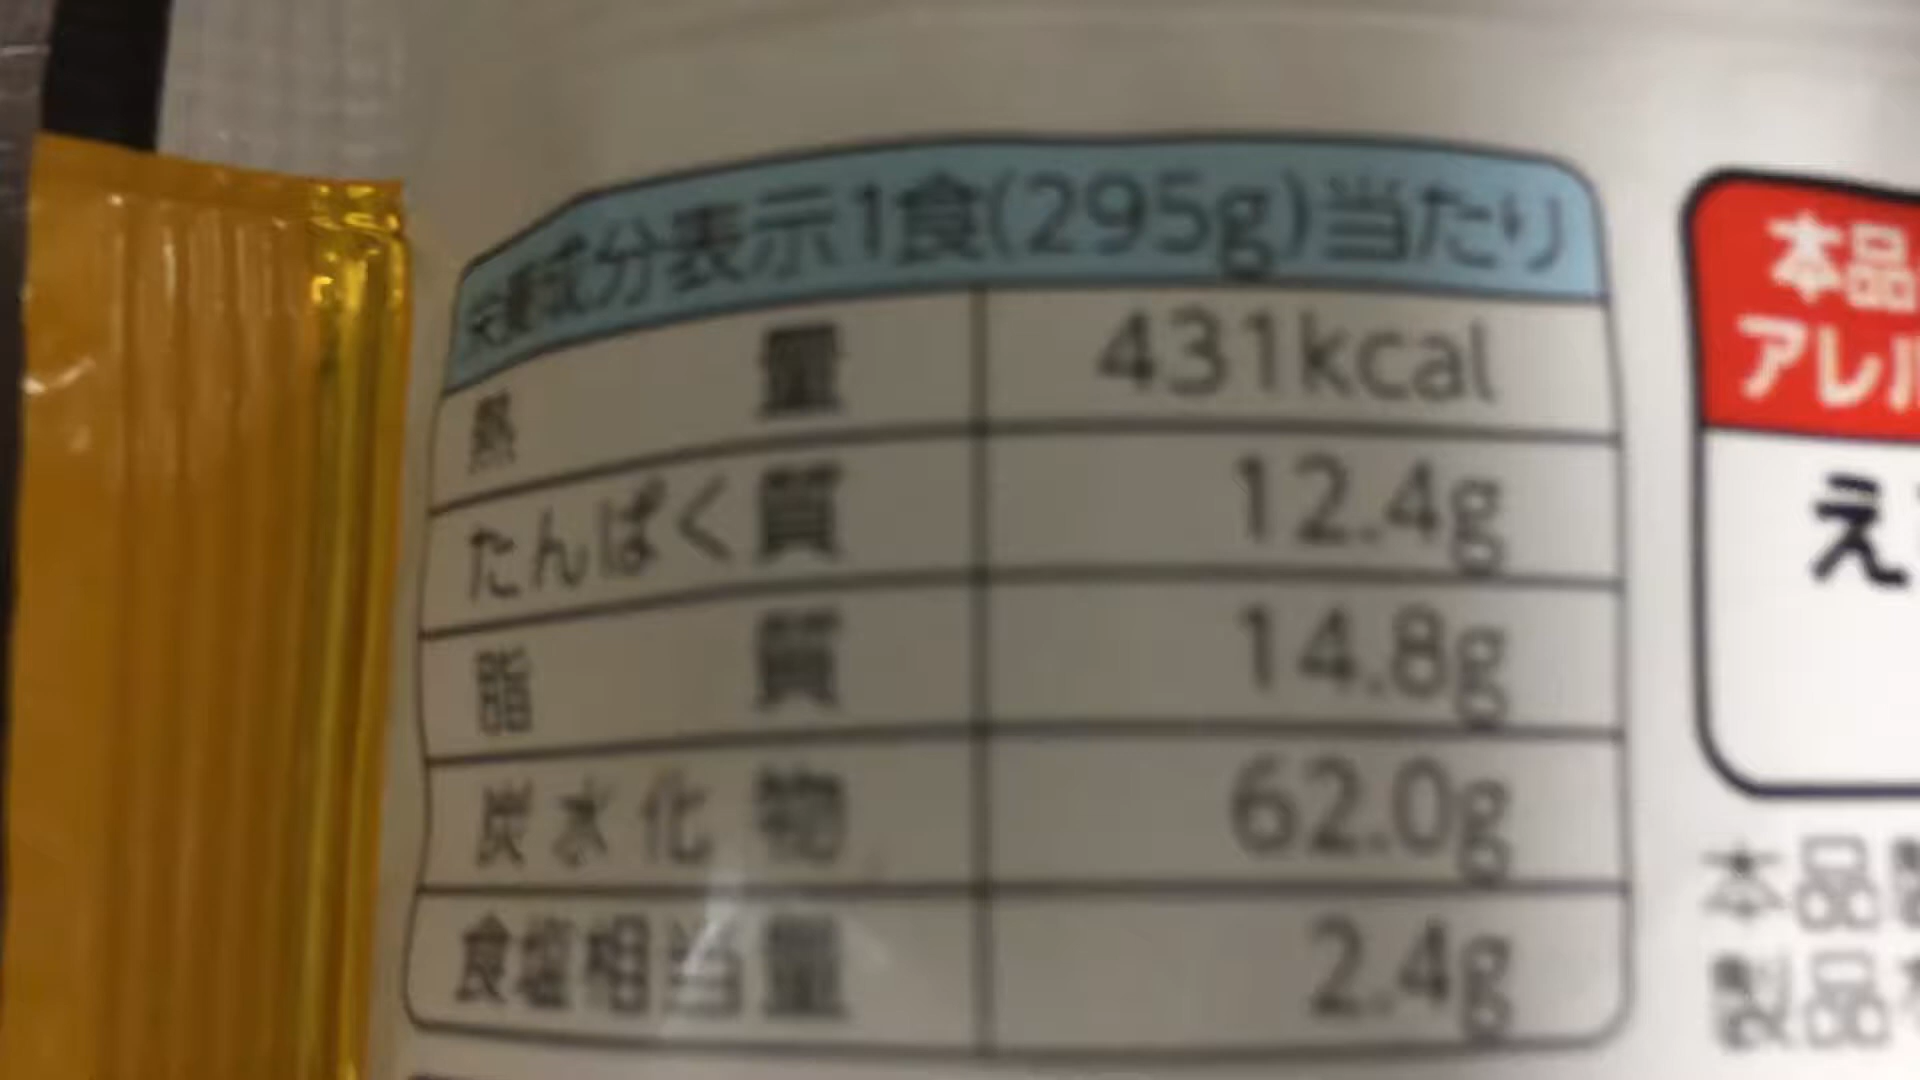 栄養成分表示1食(295g)当たり
熱量 431kcal
たんぱく質 12.4g
脂質 14.8g
炭水化物 62.0g
食塩相当量 2.4g
本品
アレル
え
本品製
製品